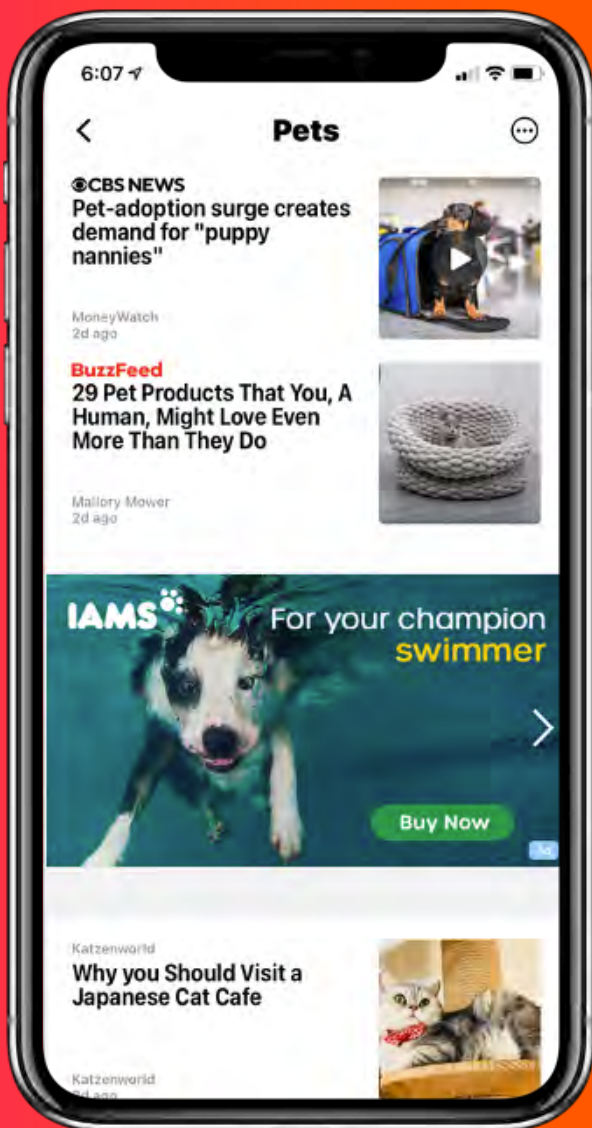 6:07
Pets
CBS NEWS
Pet-adoption surge creates
demand for "puppy
nannies"
MoneyWatch
2d ago
BuzzFeed
29 Pet Products That You, A
Human, Might Love Even
More Than They Do
Mallory Mower
2d ago
IAMS
For your champion
swimmer
Buy Now
Ad
Katzenworld
Why you Should Visit a
Japanese Cat Cafe
Katzenworld